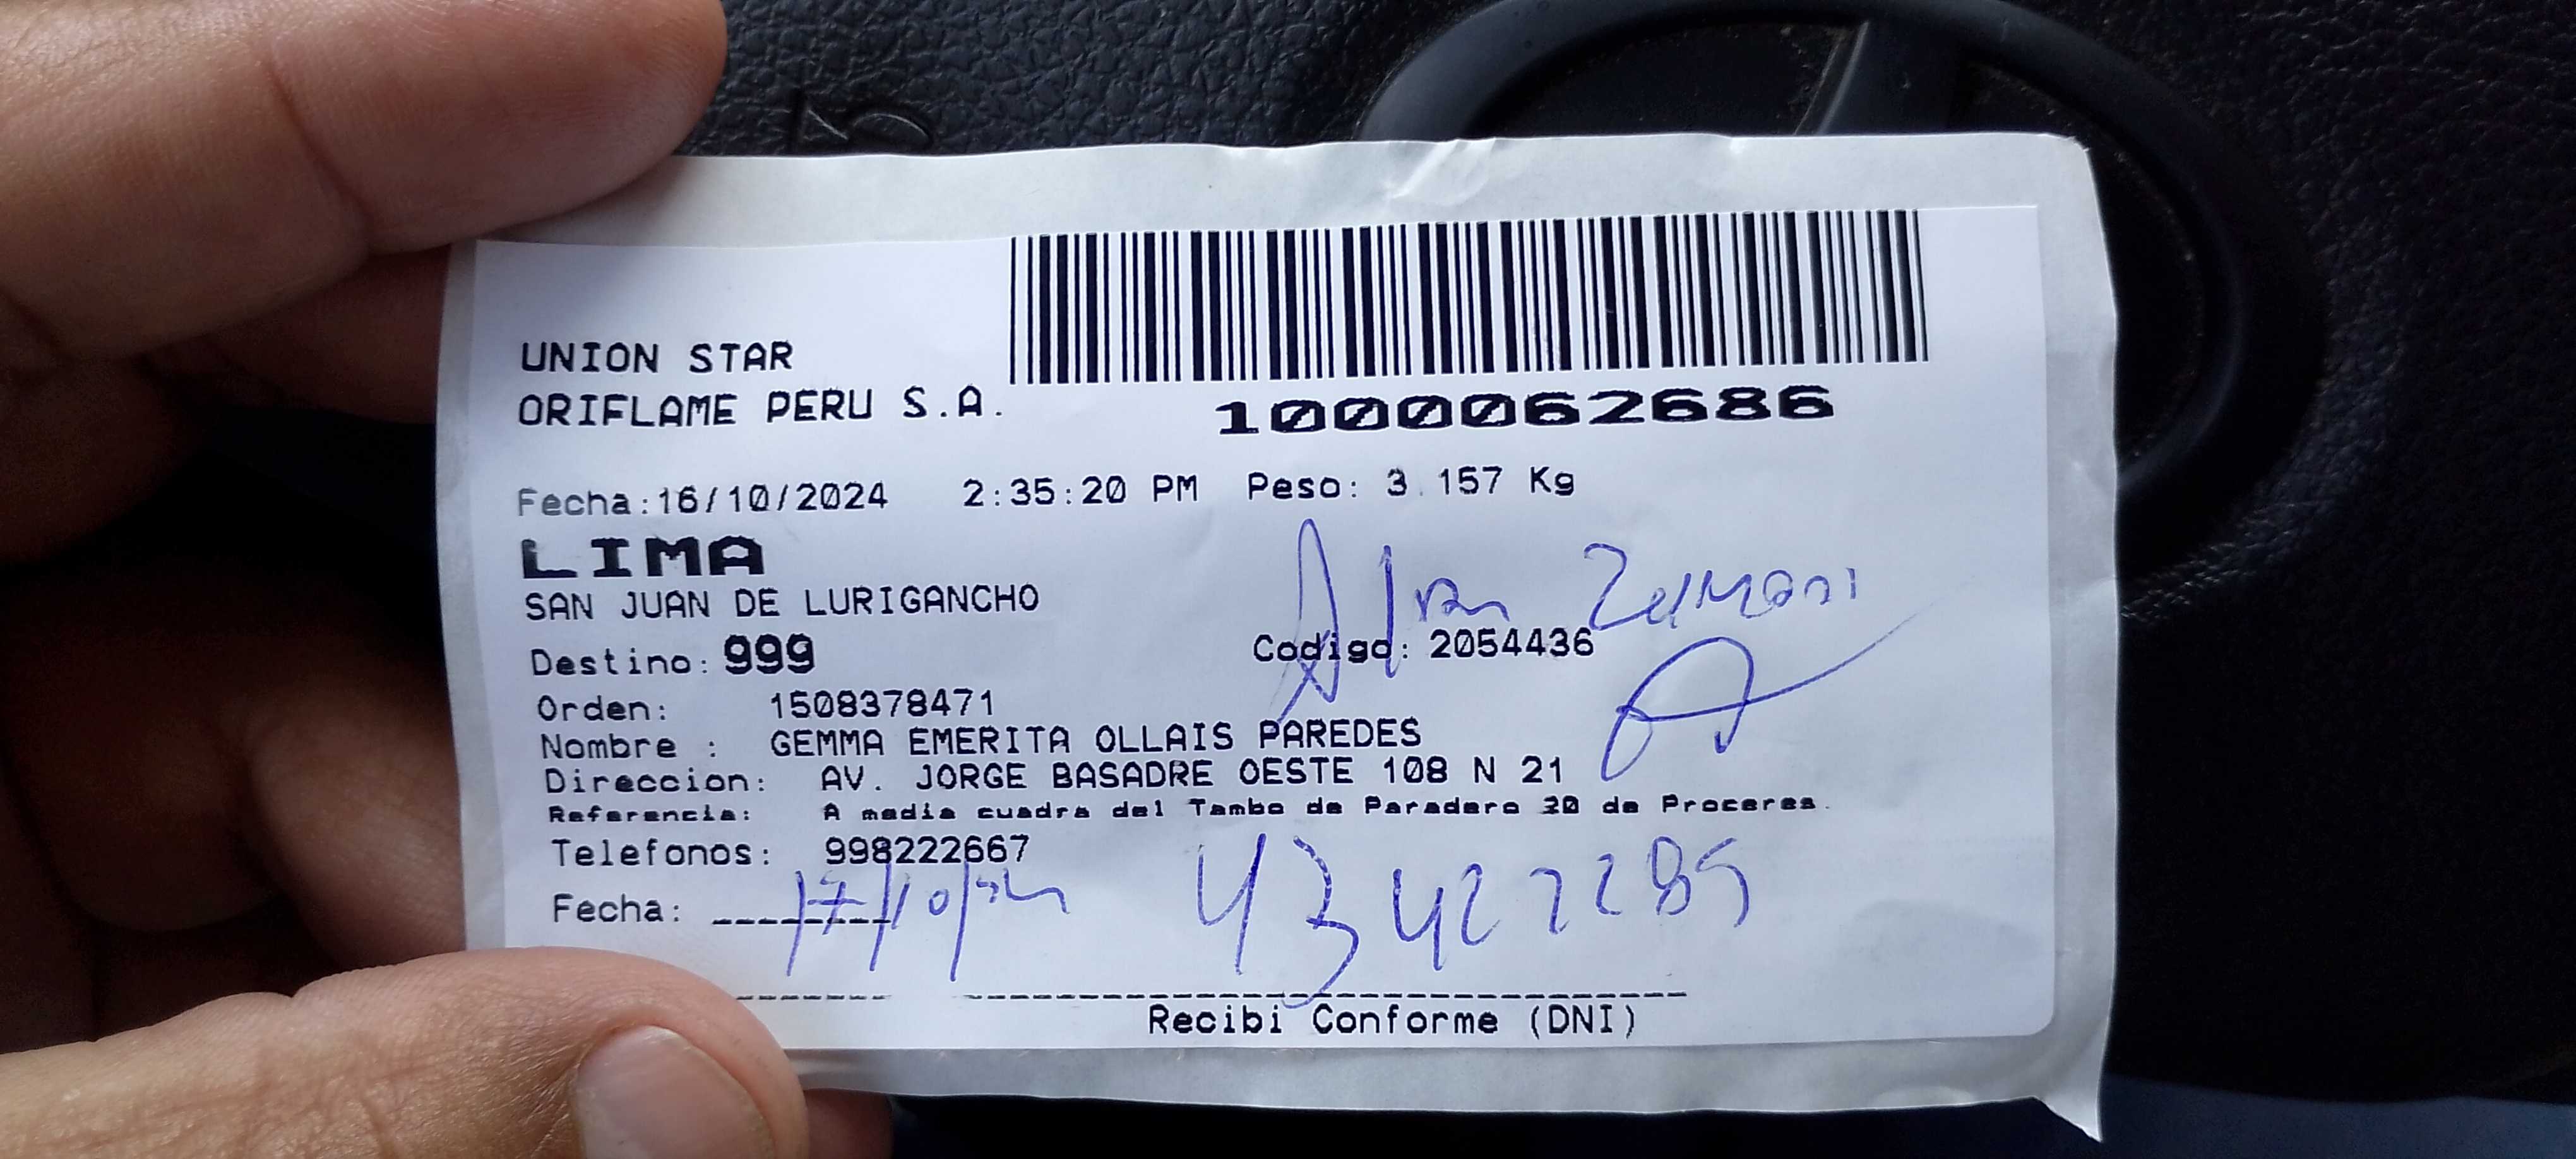 UNION STAR
ORIFLAME PERU S.A.
1000062686
Fecha:16/10/2024 2:35:20 PM Peso: 3.157 Kg
LIMA
SAN JUAN DE LURIGANCHO
Destino: 999 Codigo: 2054436
Orden: 1508378471
Nombre : GEMMA EMERITA OLLAIS PAREDES
Direccion: AV. JORGE BASADRE OESTE 108 N 21
Referencia: A media cuadra del Tambo de Paradero 20 de Proceres.
Telefonos: 998222667
Fecha: 17/10/24 43427285
Recibi Conforme (DNI)